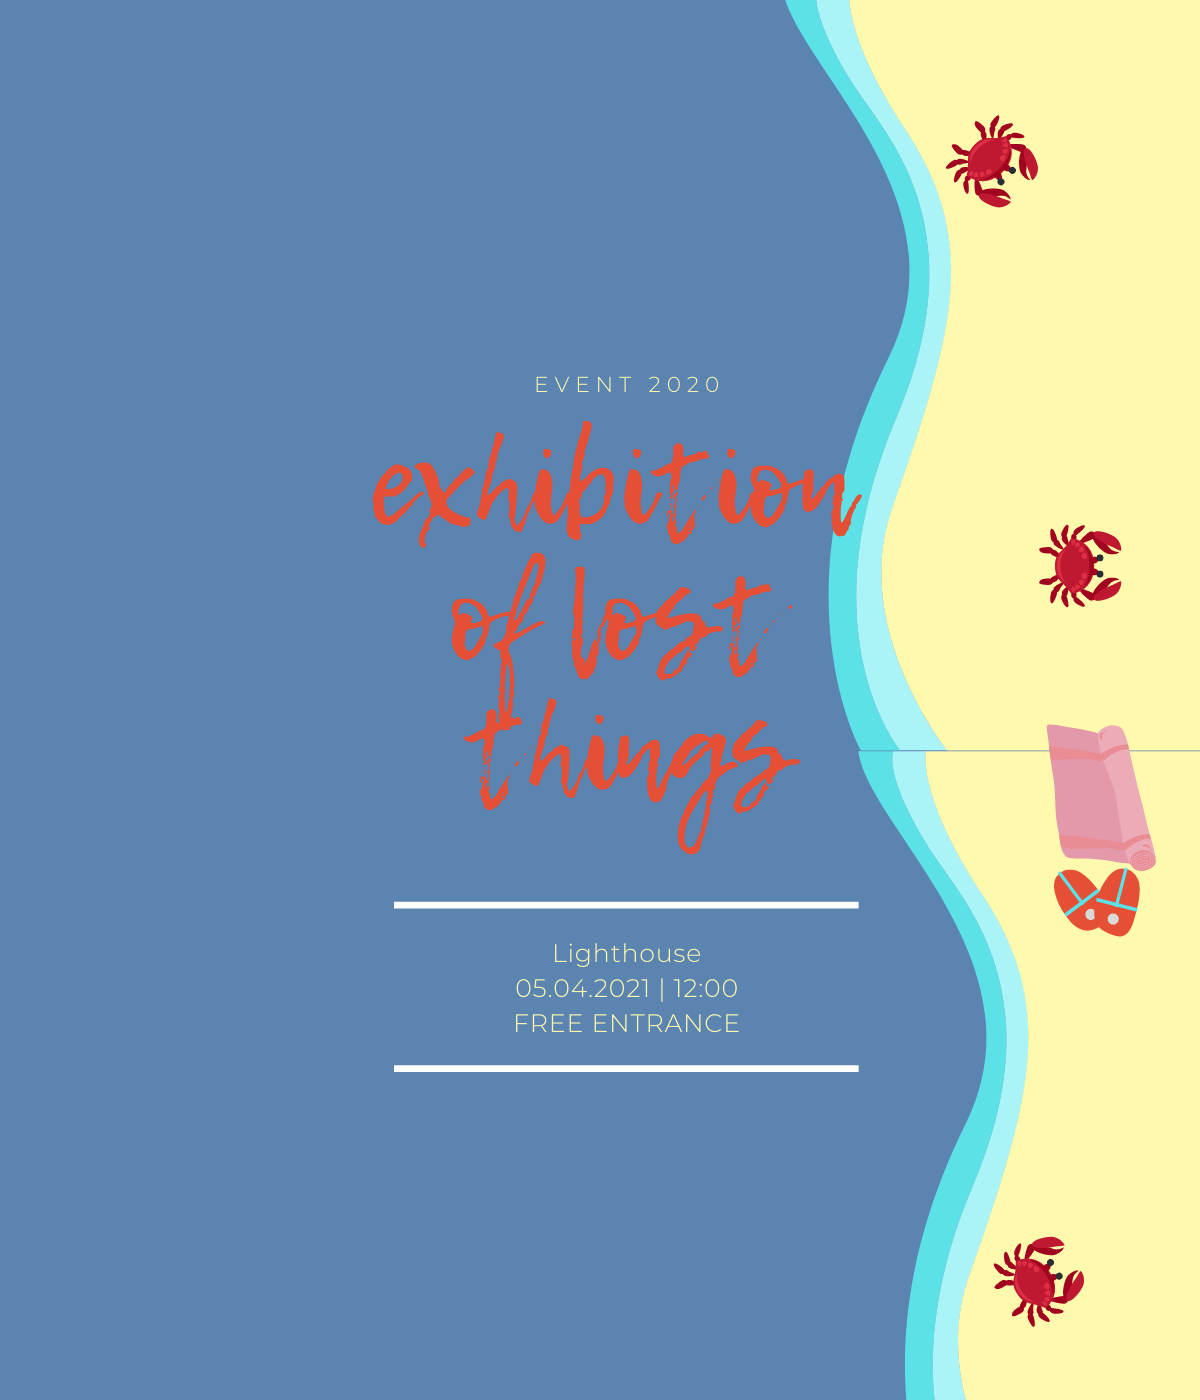 EVENT 2020
exhibition
of lost
things
Lighthouse
05.04.2021 | 12:00
FREE ENTRANCE